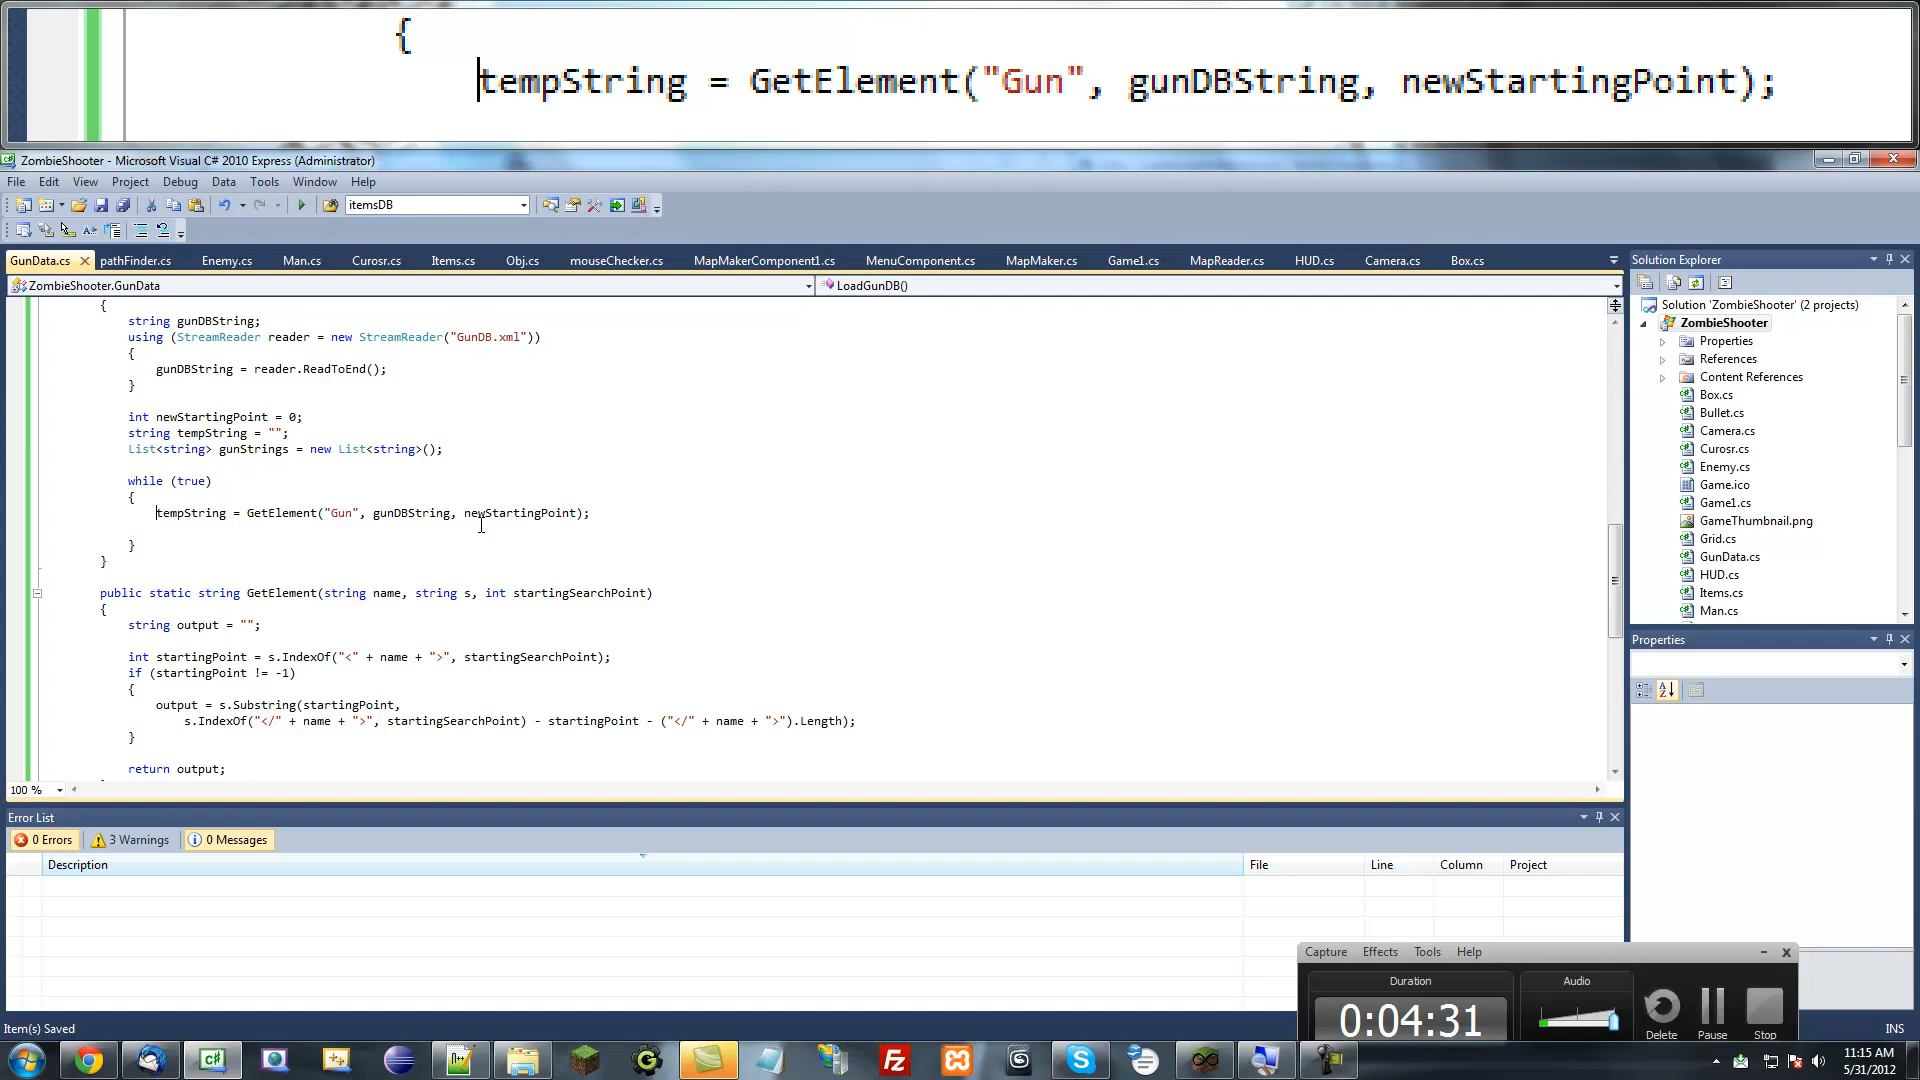 {
tempString = GetElement("Gun", gunDBString, newStartingPoint);
ZombieShooter - Microsoft Visual C# 2010 Express (Administrator)
File Edit View Project Debug Data Tools Window Help
itemsDB
GunData.cs pathFinder.cs Enemy.cs Man.cs Curosr.cs Items.cs Obj.cs mouseChecker.cs MapMakerComponent1.cs MenuComponent.cs MapMaker.cs Game1.cs MapReader.cs HUD.cs Camera.cs Box.cs
ZombieShooter.GunData LoadGunDB()
{
string gunDBString;
using (StreamReader reader = new StreamReader("GunDB.xml"))
{
gunDBString = reader.ReadToEnd();
}
int newStartingPoint = 0;
string tempString = "";
List<string> gunStrings = new List<string>();
while (true)
{
tempString = GetElement("Gun", gunDBString, newStartingPoint);
}
}
public static string GetElement(string name, string s, int startingSearchPoint)
{
string output = "";
int startingPoint = s.IndexOf("<" + name + ">", startingSearchPoint);
if (startingPoint != -1)
{
output = s.Substring(startingPoint,
s.IndexOf("</" + name + ">", startingSearchPoint) - startingPoint - ("</" + name + ">").Length);
}
return output;
100 %
Solution Explorer
Solution 'ZombieShooter' (2 projects)
ZombieShooter
Properties
References
Content References
Box.cs
Bullet.cs
Camera.cs
Curosr.cs
Enemy.cs
Game.ico
Game1.cs
GameThumbnail.png
Grid.cs
GunData.cs
HUD.cs
Items.cs
Man.cs
Properties
Error List
0 Errors 3 Warnings 0 Messages
Description File Line Column Project
Capture Effects Tools Help
Duration Audio
0:04:31
Delete Pause Stop
Item(s) Saved INS
11:15 AM
5/31/2012